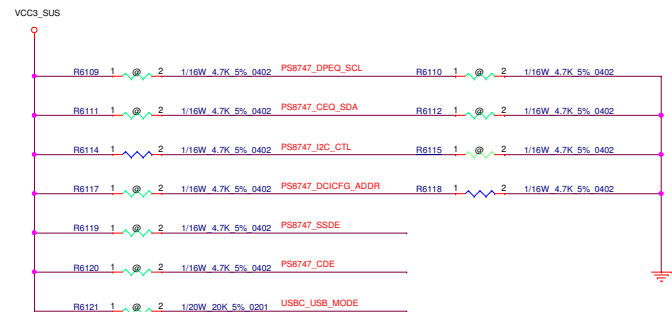 VCC3_SUS
R6109 1 @ 2 1/16W_4.7K_5%_0402 PS8747_DPEQ_SCL R6110 1 @ 2 1/16W_4.7K_5%_0402
R6111 1 @ 2 1/16W_4.7K_5%_0402 PS8747_CEQ_SDA R6112 1 @ 2 1/16W_4.7K_5%_0402
R6114 1 2 1/16W_4.7K_5%_0402 PS8747_I2C_CTL R6115 1 @ 2 1/16W_4.7K_5%_0402
R6117 1 @ 2 1/16W_4.7K_5%_0402 PS8747_DCICFG_ADDR R6118 1 2 1/16W_4.7K_5%_0402
R6119 1 @ 2 1/16W_4.7K_5%_0402 PS8747_SSDE
R6120 1 @ 2 1/16W_4.7K_5%_0402 PS8747_CDE
R6121 1 @ 2 1/20W_20K_5%_0201 USBC_USB_MODE